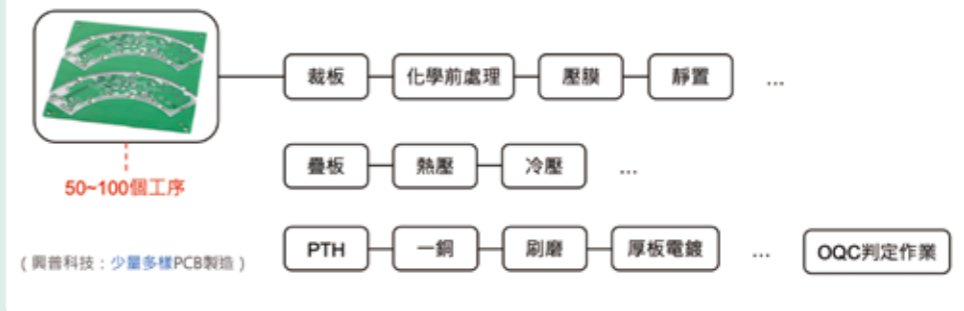 裁板
化學前處理
壓膜
靜置
...
疊板
熱壓
冷壓
...
50~100個工序
PTH
一銅
刷磨
厚板電鍍
...
OQC判定作業
(興普科技：少量多樣PCB製造)